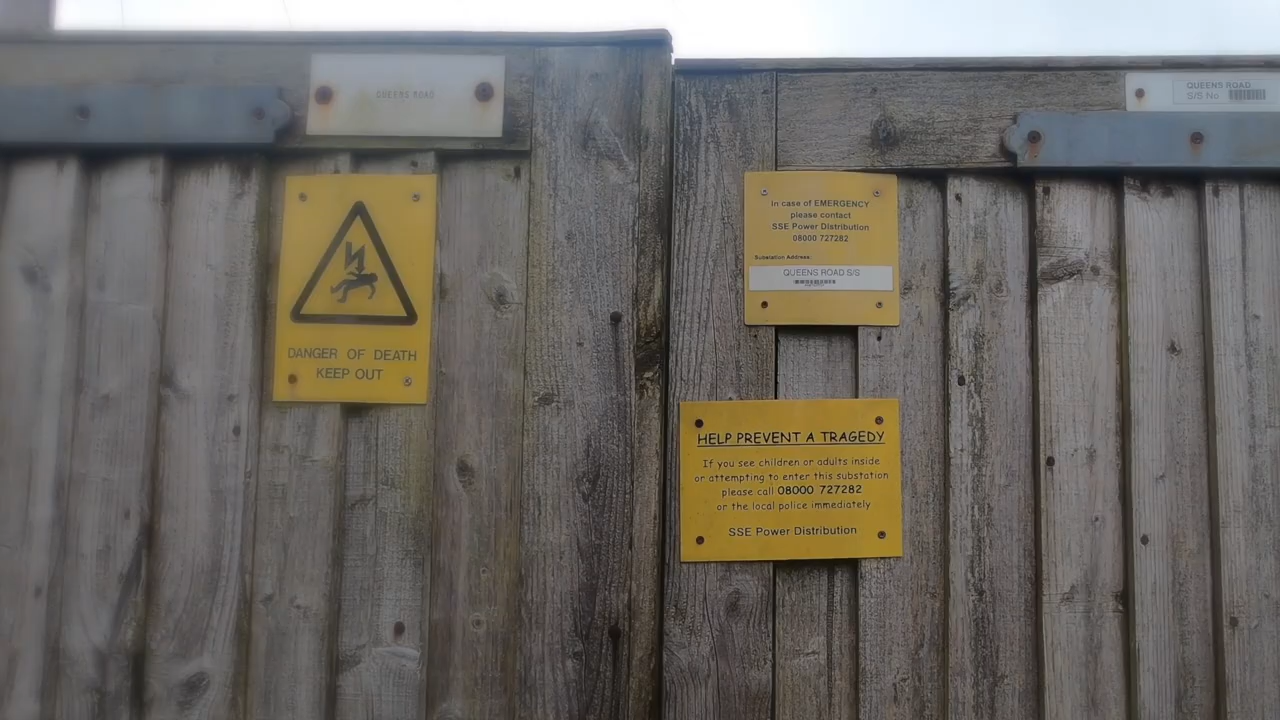 QUEENS ROAD
DANGER OF DEATH
KEEP OUT
QUEENS ROAD
S/S No
In case of EMERGENCY
please contact
SSE Power Distribution
08000 727282
Substation Address:
QUEENS ROAD S/S
HELP PREVENT A TRAGEDY
If you see children or adults inside
or attempting to enter this substation
please call 08000 727282
or the local police immediately
SSE Power Distribution